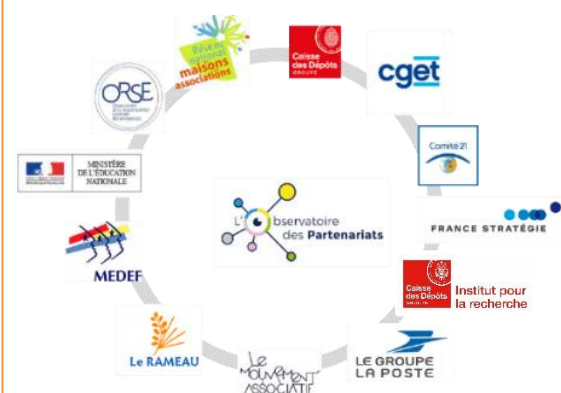 Réseau
national
maisons
associations
Caisse
des Dépôts
GROUPE
cget
Comité 21
FRANCE STRATÉGIE
Caisse
des Dépôts
Institut pour
la recherche
LE GROUPE
LA POSTE
Le
MOUVEMENT
ASSOCIATIF
Le RAMEAU
MEDEF
MINISTÈRE
DE L'ÉDUCATION
NATIONALE
ORSE
L'Observatoire
des Partenariats